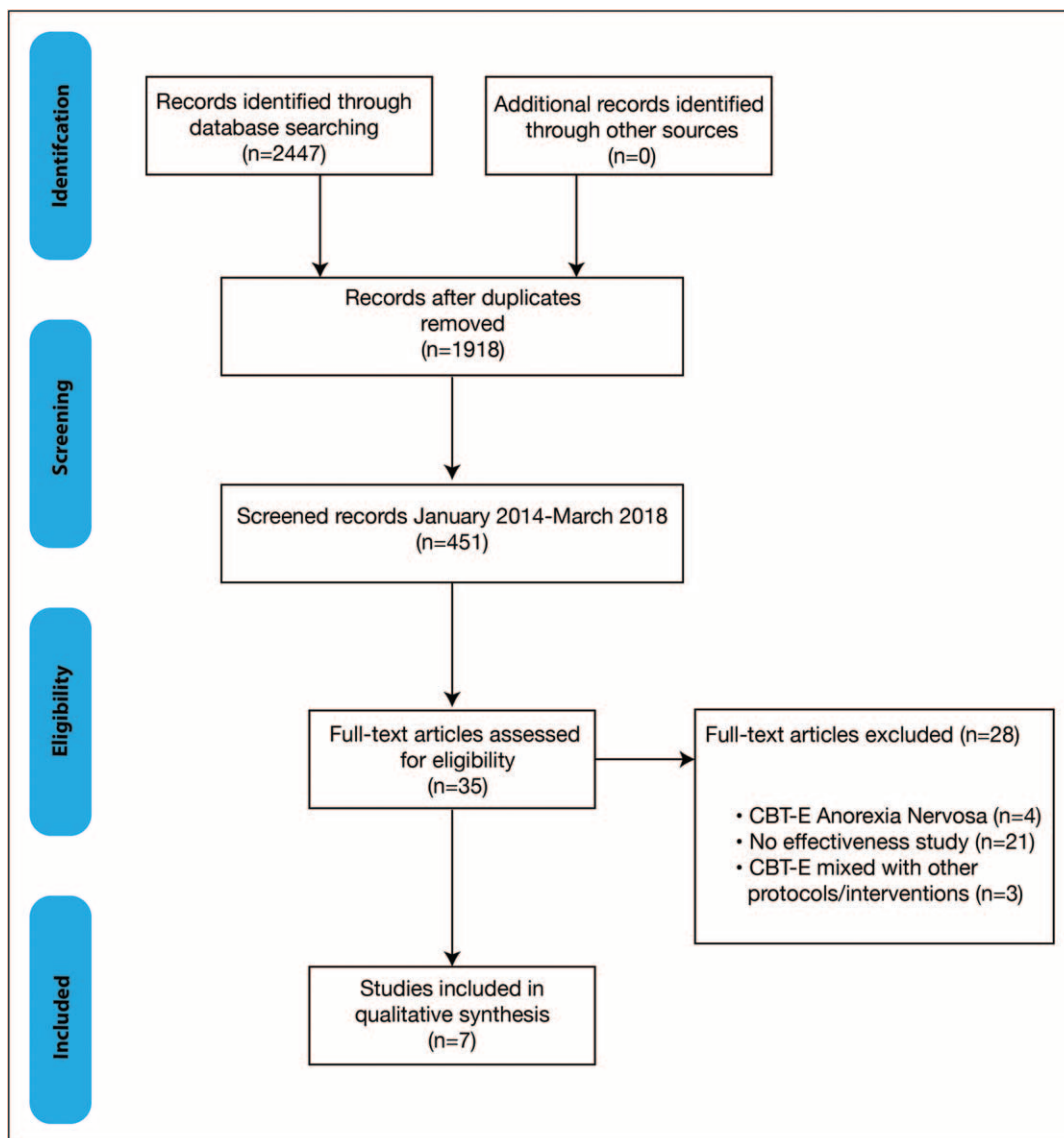 Identifcation
Records identified through
database searching
(n=2447)
Additional records identified
through other sources
(n=0)
Records after duplicates
removed
(n=1918)
Screening
Screened records January 2014-March 2018
(n=451)
Eligibility
Full-text articles assessed
for eligibility
(n=35)
Full-text articles excluded (n=28)
• CBT-E Anorexia Nervosa (n=4)
• No effectiveness study (n=21)
• CBT-E mixed with other
protocols/interventions (n=3)
Included
Studies included in
qualitative synthesis
(n=7)